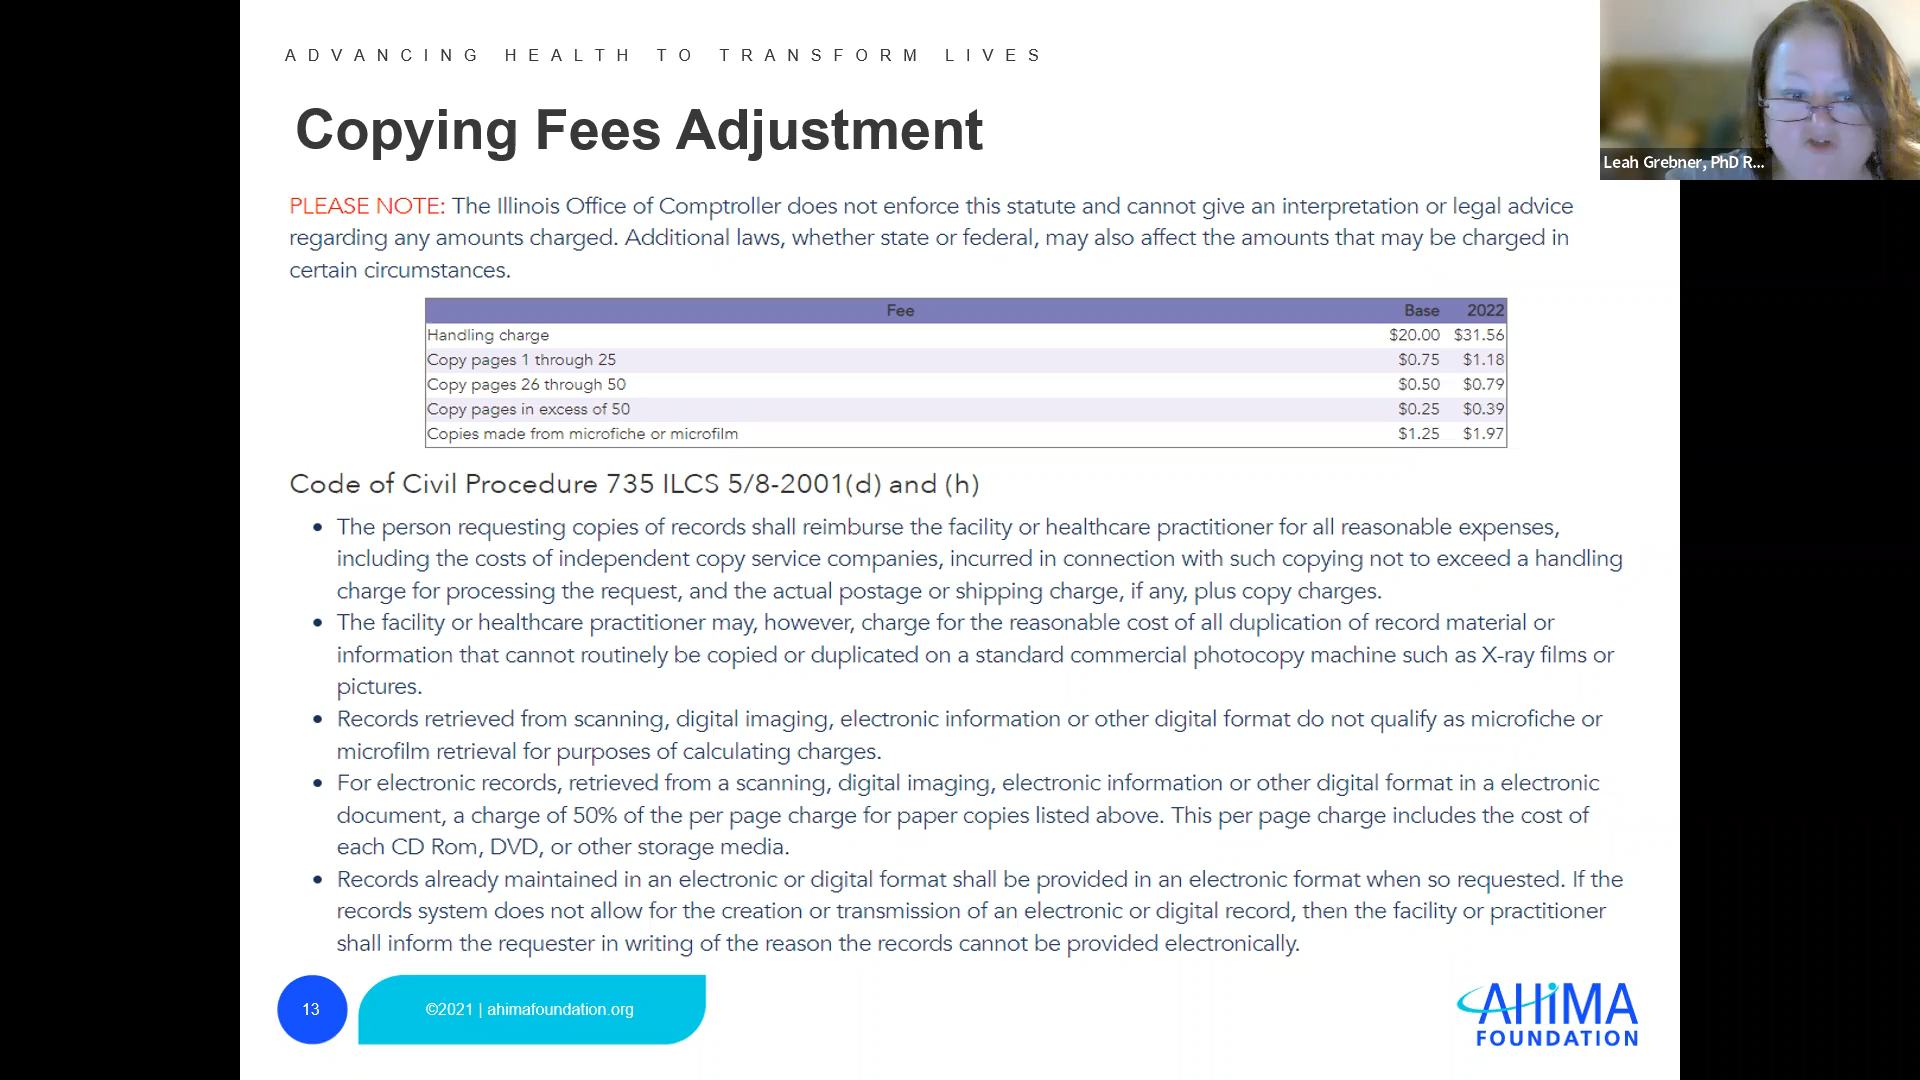 ADVANCING HEALTH TO TRANSFORM LIVES
Copying Fees Adjustment
PLEASE NOTE: The Illinois Office of Comptroller does not enforce this statute and cannot give an interpretation or legal advice
regarding any amounts charged. Additional laws, whether state or federal, may also affect the amounts that may be charged in
certain circumstances.
Fee Base 2022
Handling charge $20.00 $31.56
Copy pages 1 through 25 $0.75 $1.18
Copy pages 26 through 50 $0.50 $0.79
Copy pages in excess of 50 $0.25 $0.39
Copies made from microfiche or microfilm $1.25 $1.97
Code of Civil Procedure 735 ILCS 5/8-2001(d) and (h)
• The person requesting copies of records shall reimburse the facility or healthcare practitioner for all reasonable expenses,
including the costs of independent copy service companies, incurred in connection with such copying not to exceed a handling
charge for processing the request, and the actual postage or shipping charge, if any, plus copy charges.
• The facility or healthcare practitioner may, however, charge for the reasonable cost of all duplication of record material or
information that cannot routinely be copied or duplicated on a standard commercial photocopy machine such as X-ray films or
pictures.
• Records retrieved from scanning, digital imaging, electronic information or other digital format do not qualify as microfiche or
microfilm retrieval for purposes of calculating charges.
• For electronic records, retrieved from a scanning, digital imaging, electronic information or other digital format in a electronic
document, a charge of 50% of the per page charge for paper copies listed above. This per page charge includes the cost of
each CD Rom, DVD, or other storage media.
• Records already maintained in an electronic or digital format shall be provided in an electronic format when so requested. If the
records system does not allow for the creation or transmission of an electronic or digital record, then the facility or practitioner
shall inform the requester in writing of the reason the records cannot be provided electronically.
13
©2021 | ahimafoundation.org
AHIMA
FOUNDATION
Leah Grebner, PhD R...